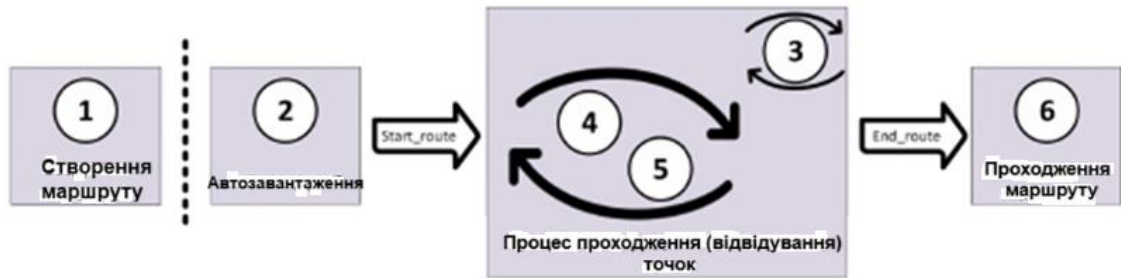 1
Створення
маршруту
2
Автозавантаження
Start_route
3
4
5
Процес проходження (відвідування)
точок
End_route
6
Проходження
маршруту